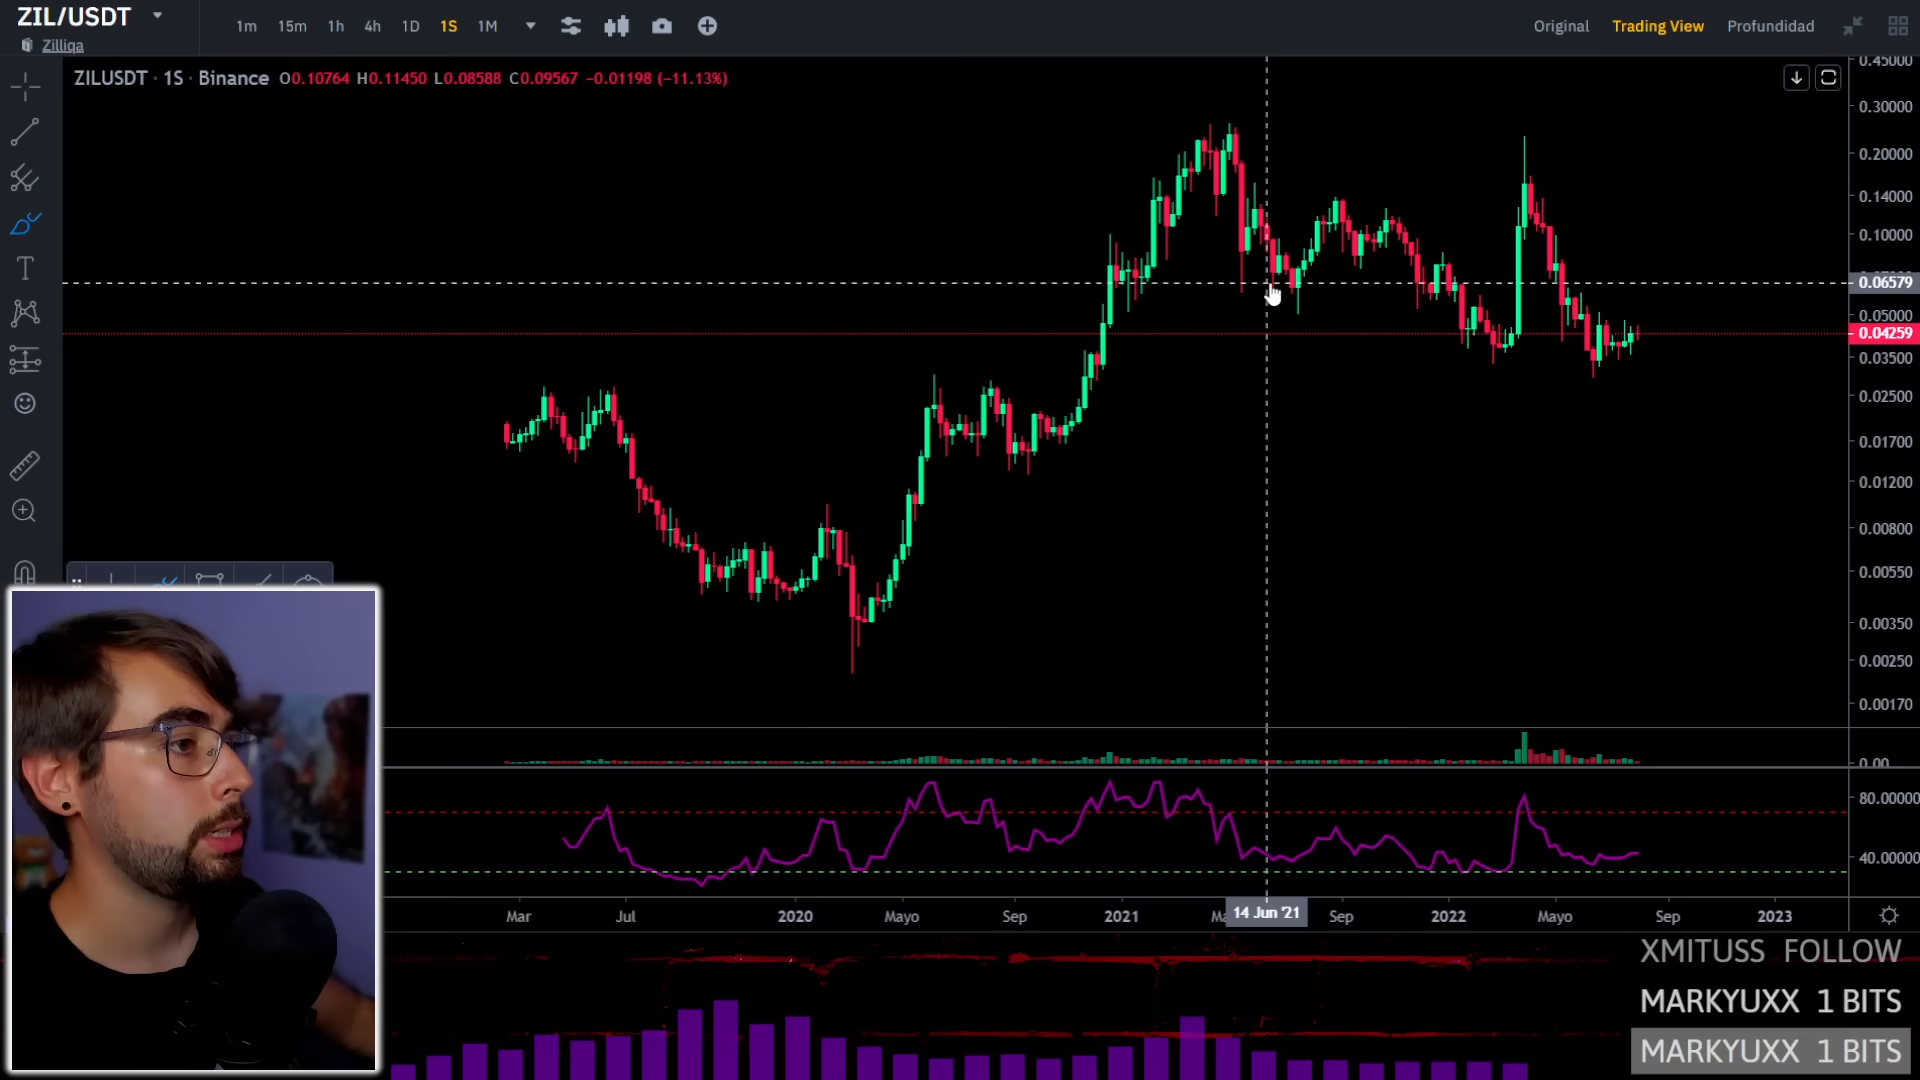 ZIL/USDT
Zilliqa
1m 15m 1h 4h 1D 1S 1M
Original Trading View Profundidad
ZILUSDT · 1S · Binance O0.10764 H0.11450 L0.08588 C0.09567 −0.01198 (−11.13%)
0.45000
0.30000
0.20000
0.14000
0.10000
0.06579
0.05000
0.04259
0.03500
0.02500
0.01700
0.01200
0.00800
0.00550
0.00350
0.00250
0.00170
0.00
80.00000
40.00000
Mar Jul 2020 Mayo Sep 2021 Ma 14 Jun '21 Sep 2022 Mayo Sep 2023
XMITUSS FOLLOW
MARKYUXX 1 BITS
MARKYUXX 1 BITS